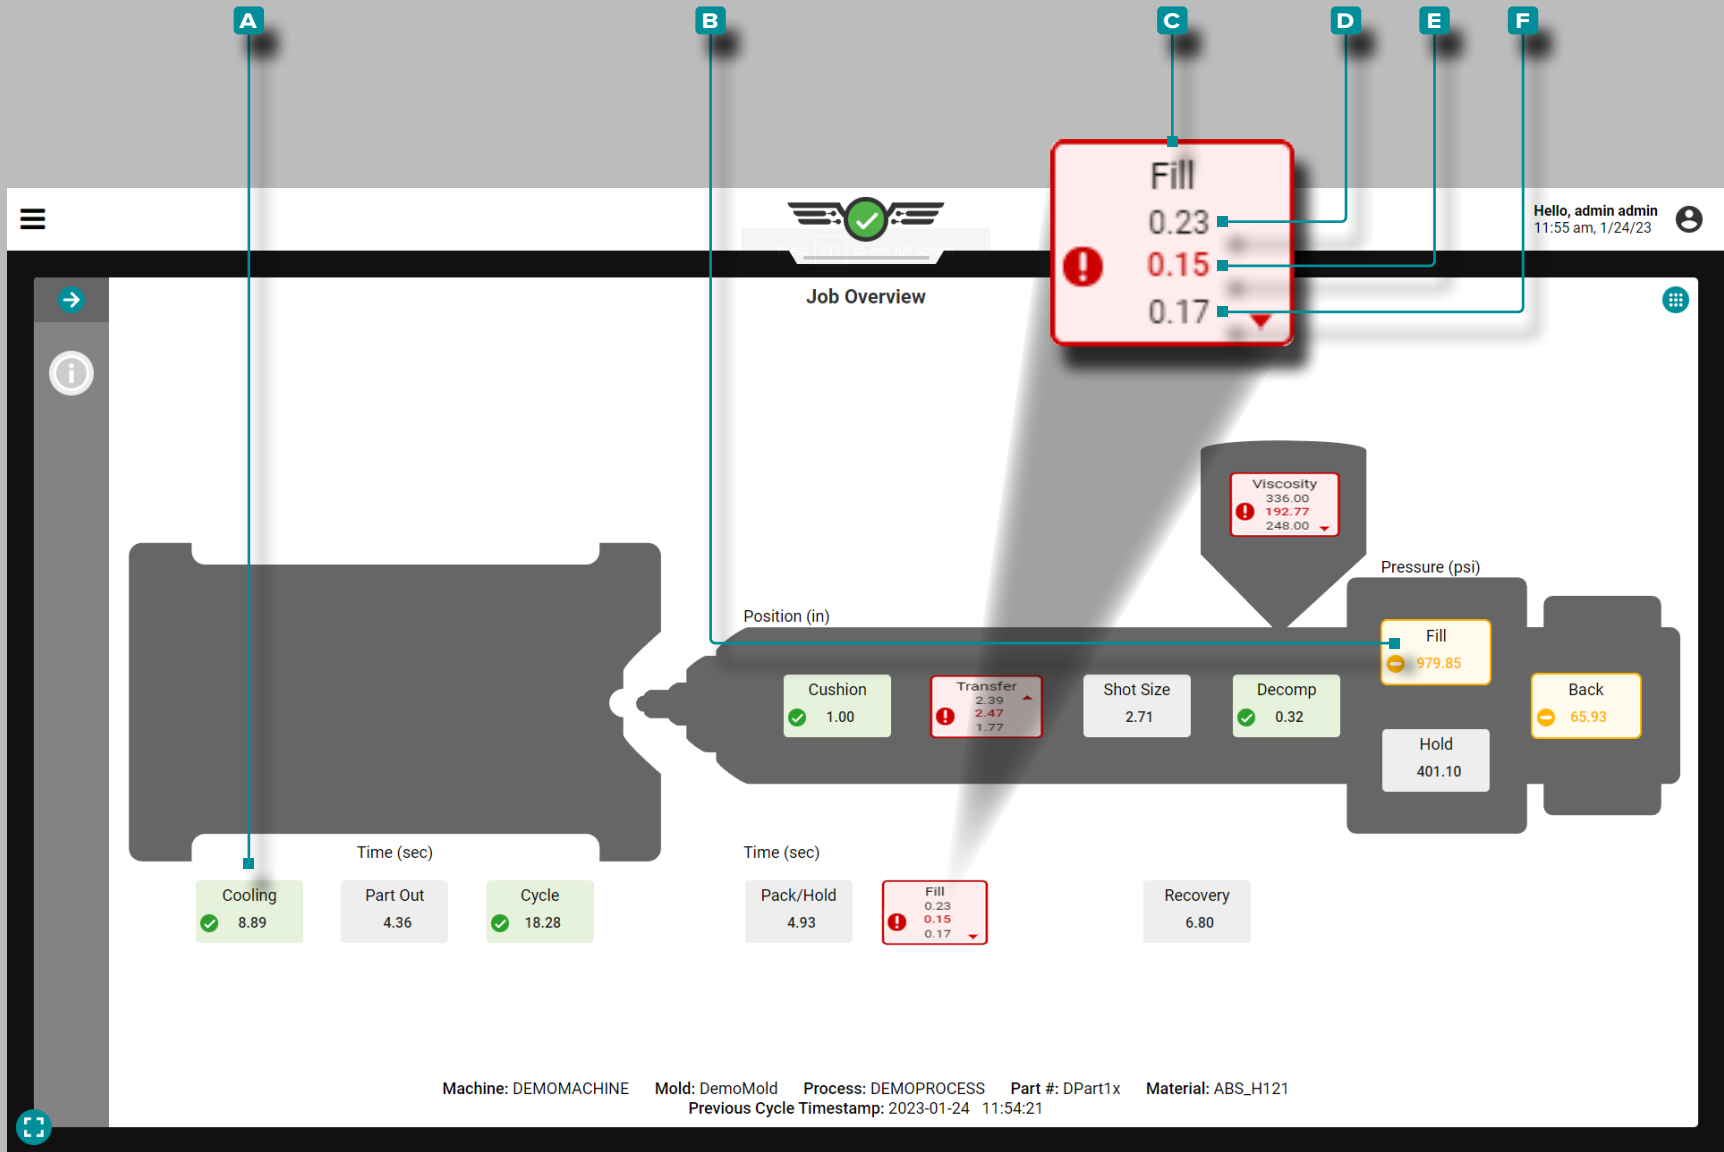 A
B
C
D
E
F
Fill
0.23
0.15
0.17
Hello, admin admin
11:55 am, 1/24/23
Job Overview
Viscosity
336.00
192.77
248.00
Pressure (psi)
Position (in)
Fill
979.85
Cushion
1.00
Transfer
2.39
2.47
1.77
Shot Size
2.71
Decomp
0.32
Back
65.93
Hold
401.10
Time (sec)
Time (sec)
Cooling
8.89
Part Out
4.36
Cycle
18.28
Pack/Hold
4.93
Fill
0.23
0.15
0.17
Recovery
6.80
Machine: DEMOMACHINE Mold: DemoMold Process: DEMOPROCESS Part #: DPart1x Material: ABS_H121
Previous Cycle Timestamp: 2023-01-24 11:54:21